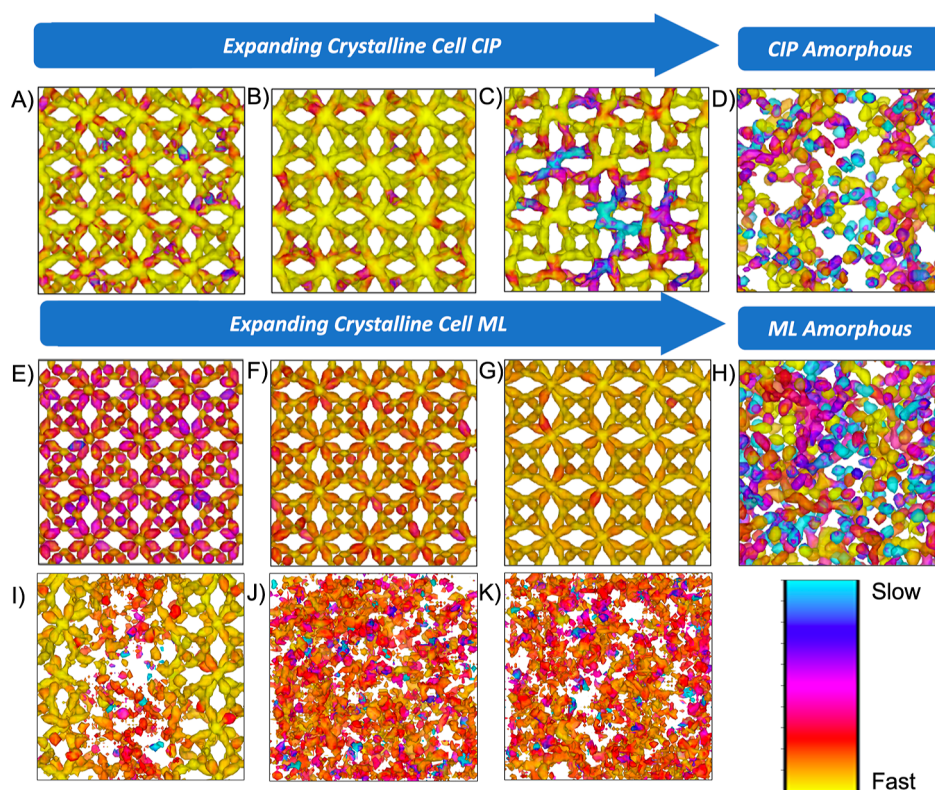 Expanding Crystalline Cell CIP
CIP Amorphous
A)
B)
C)
D)
Expanding Crystalline Cell ML
ML Amorphous
E)
F)
G)
H)
I)
J)
K)
Slow
Fast